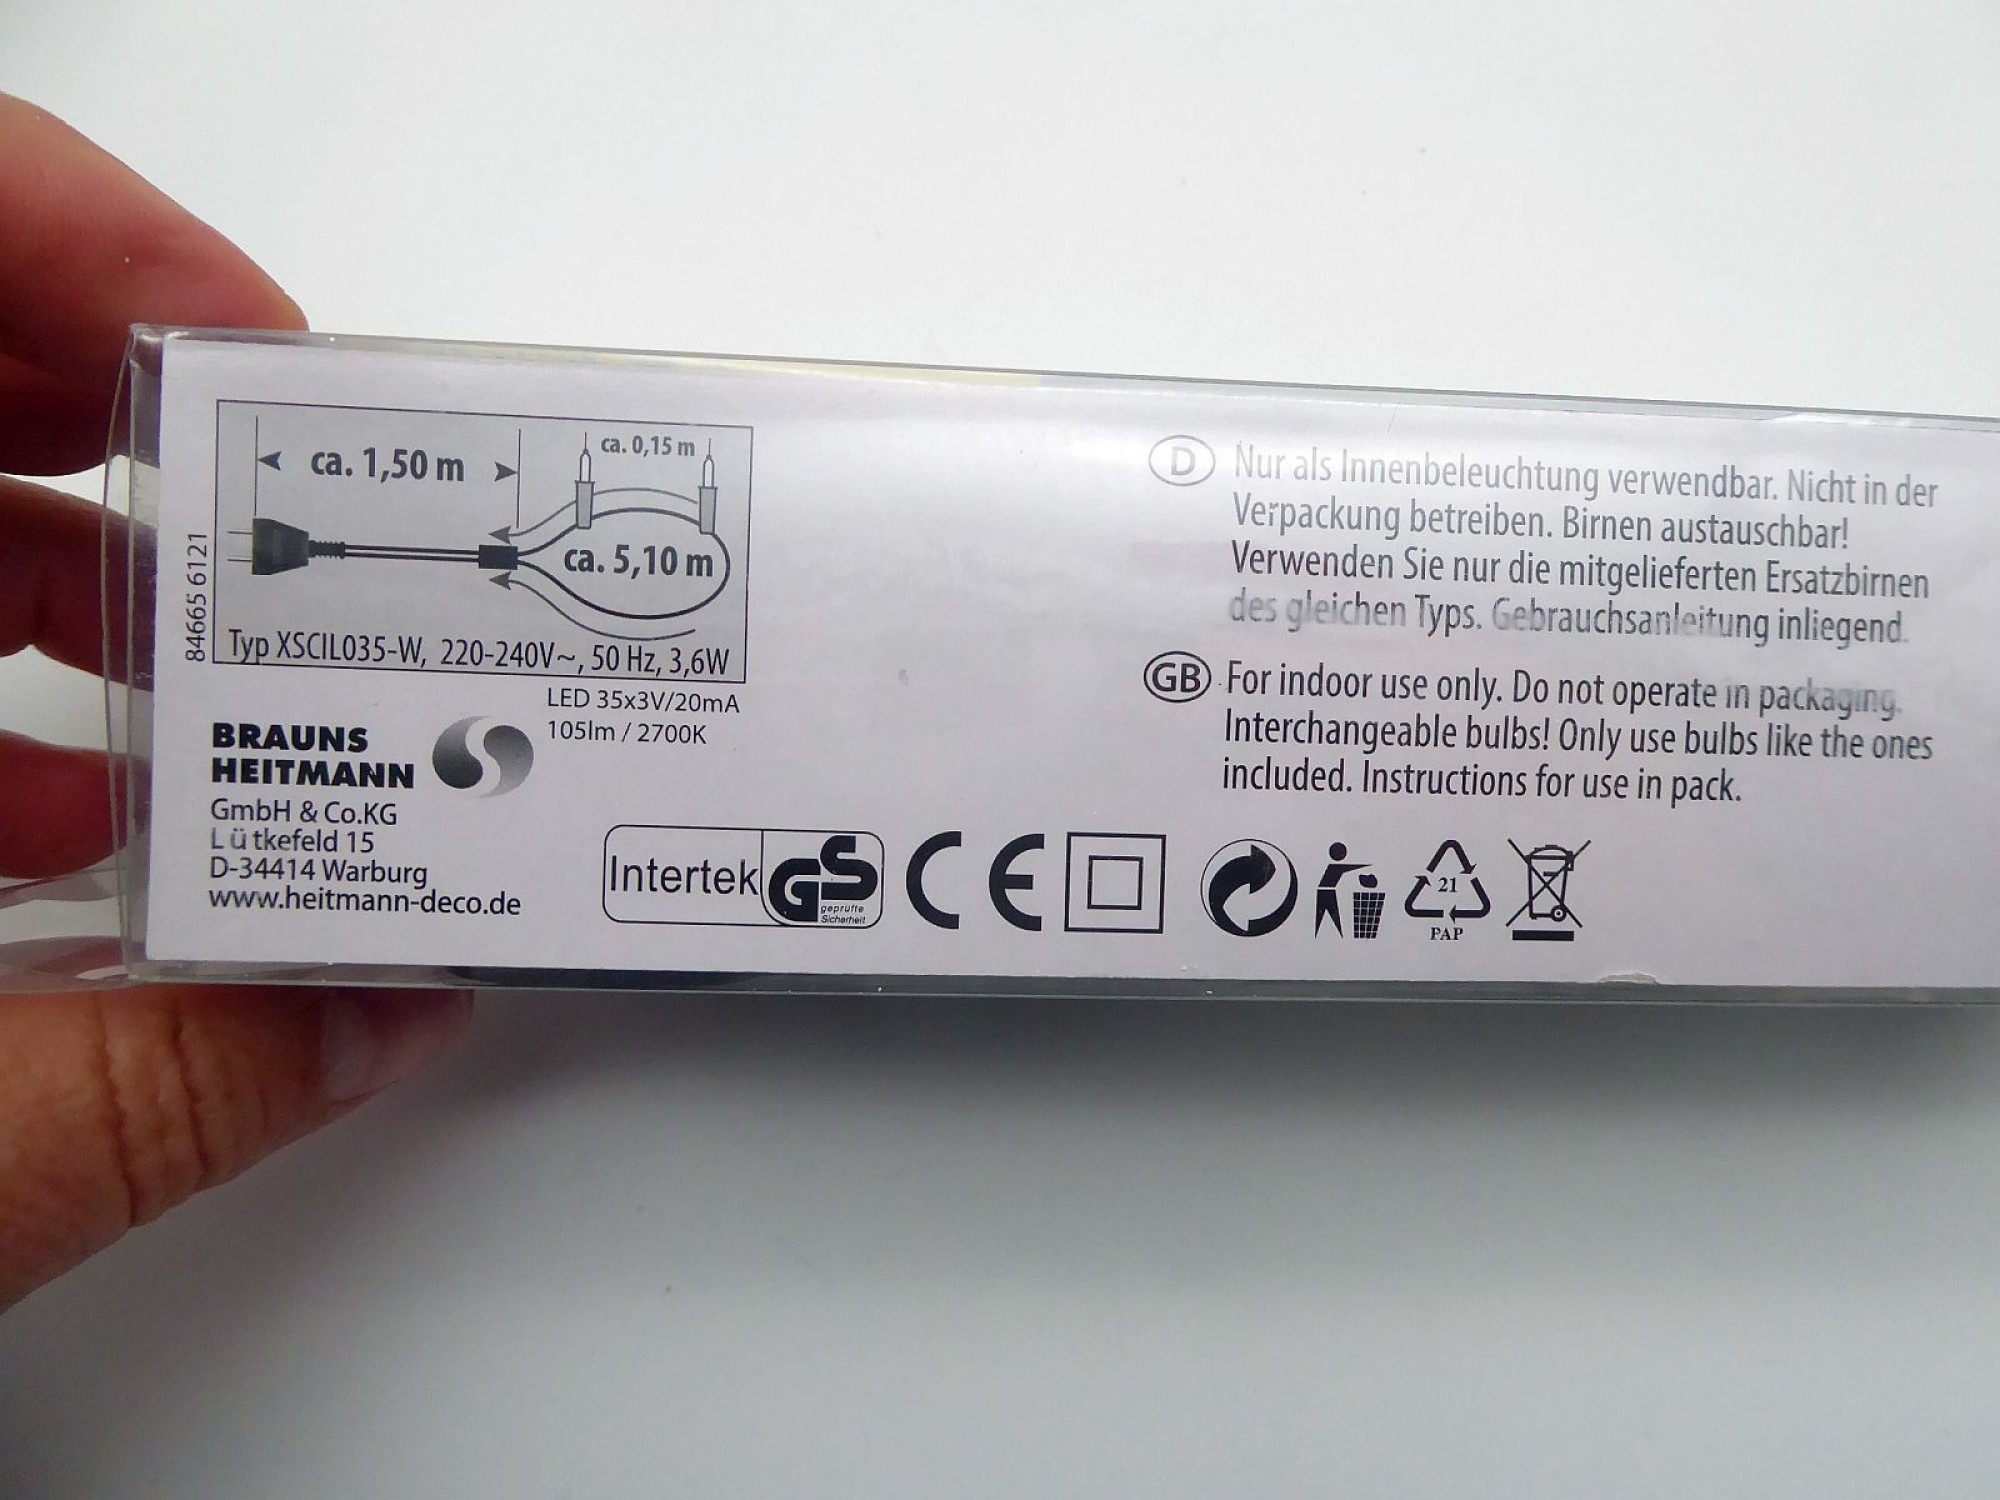 84665 6121
ca. 1,50 m
ca. 0,15 m
ca. 5,10 m
Typ XSCIL035-W, 220-240V~, 50 Hz, 3,6W
LED 35x3V/20mA
105lm / 2700K
BRAUNS
HEITMANN
GmbH & Co.KG
Lü tkefeld 15
D-34414 Warburg
www.heitmann-deco.de
Intertek
GS
geprüfte
Sicherheit
CE
D Nur als Innenbeleuchtung verwendbar. Nicht in der
Verpackung betreiben. Birnen austauschbar!
Verwenden Sie nur die mitgelieferten Ersatzbirnen
des gleichen Typs. Gebrauchsanleitung inliegend.
GB For indoor use only. Do not operate in packaging.
Interchangeable bulbs! Only use bulbs like the ones
included. Instructions for use in pack.
21
PAP